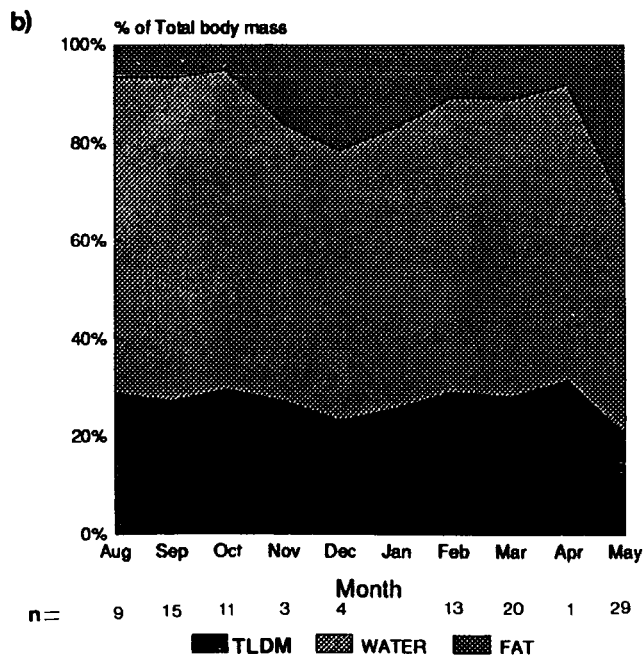 b)
% of Total body mass
100%
80%
60%
40%
20%
0%
Aug Sep Oct Nov Dec Jan Feb Mar Apr May
Month
n= 9 15 11 3 4 13 20 1 29
TLDM WATER FAT